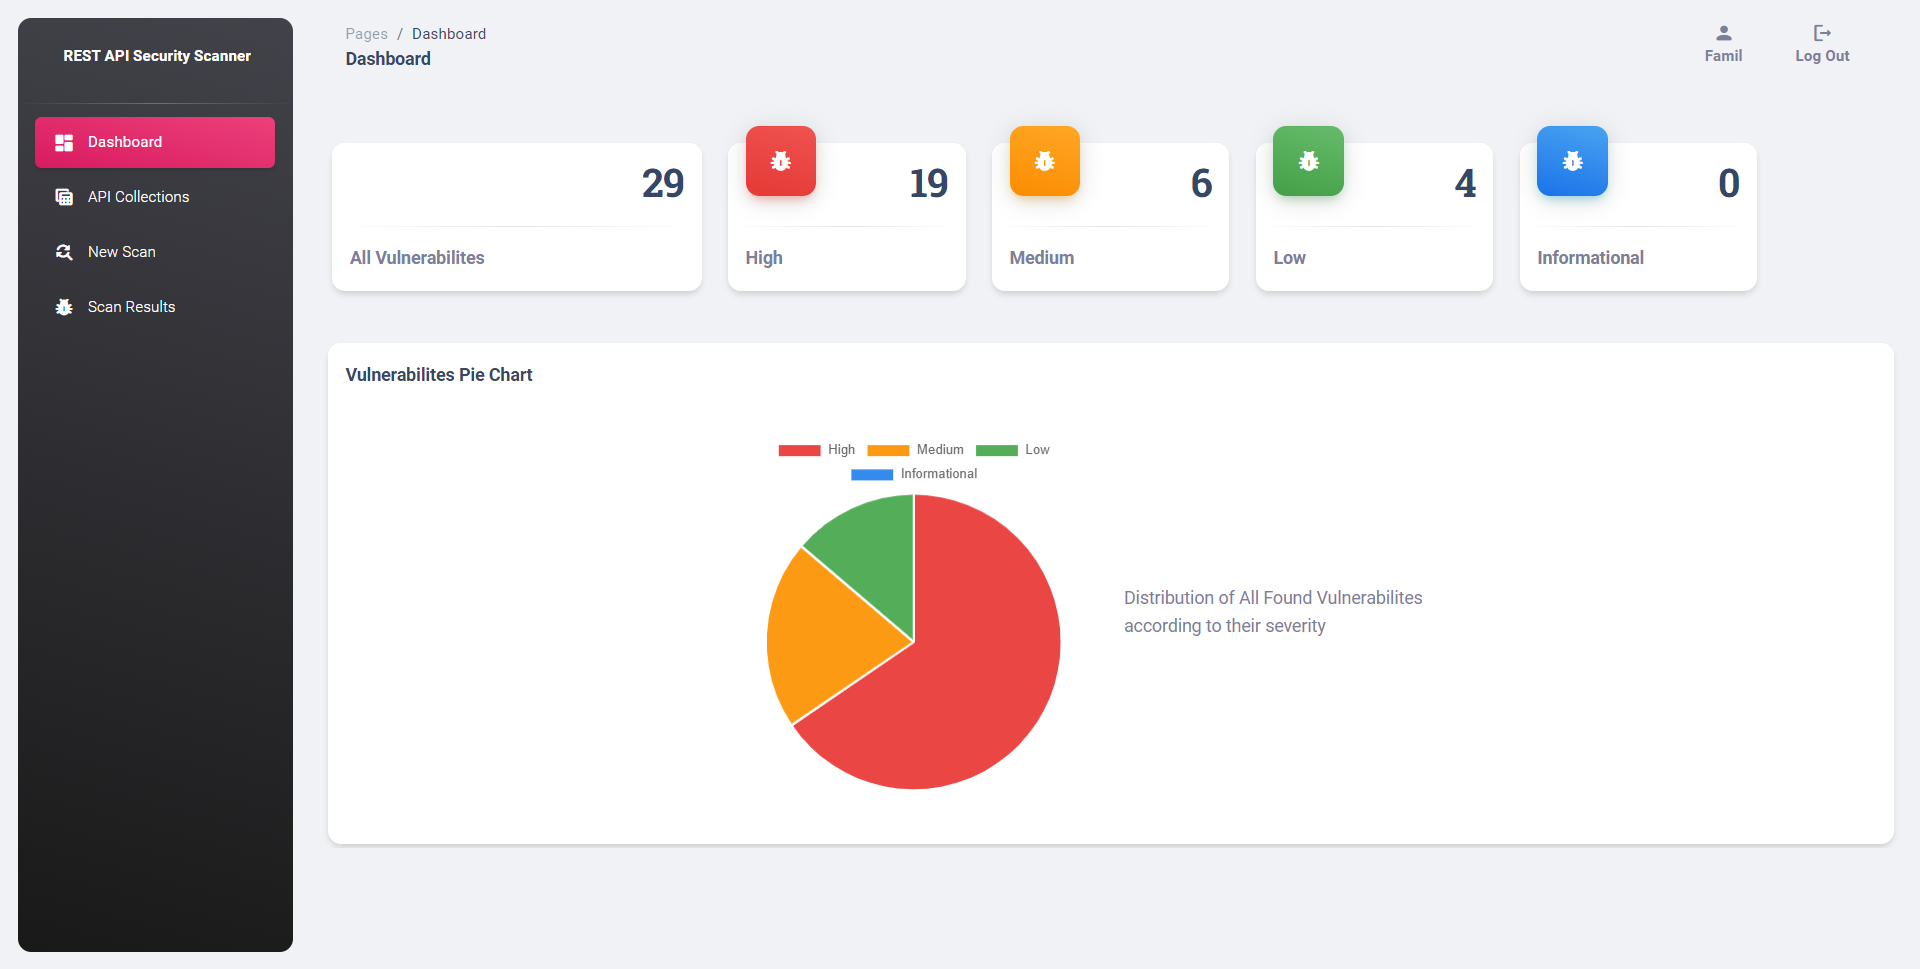 REST API Security Scanner
Dashboard
API Collections
New Scan
Scan Results
Pages / Dashboard
Dashboard
Famil
Log Out
29
All Vulnerabilites
19
High
6
Medium
4
Low
0
Informational
Vulnerabilites Pie Chart
High Medium Low
Informational
Distribution of All Found Vulnerabilites
according to their severity